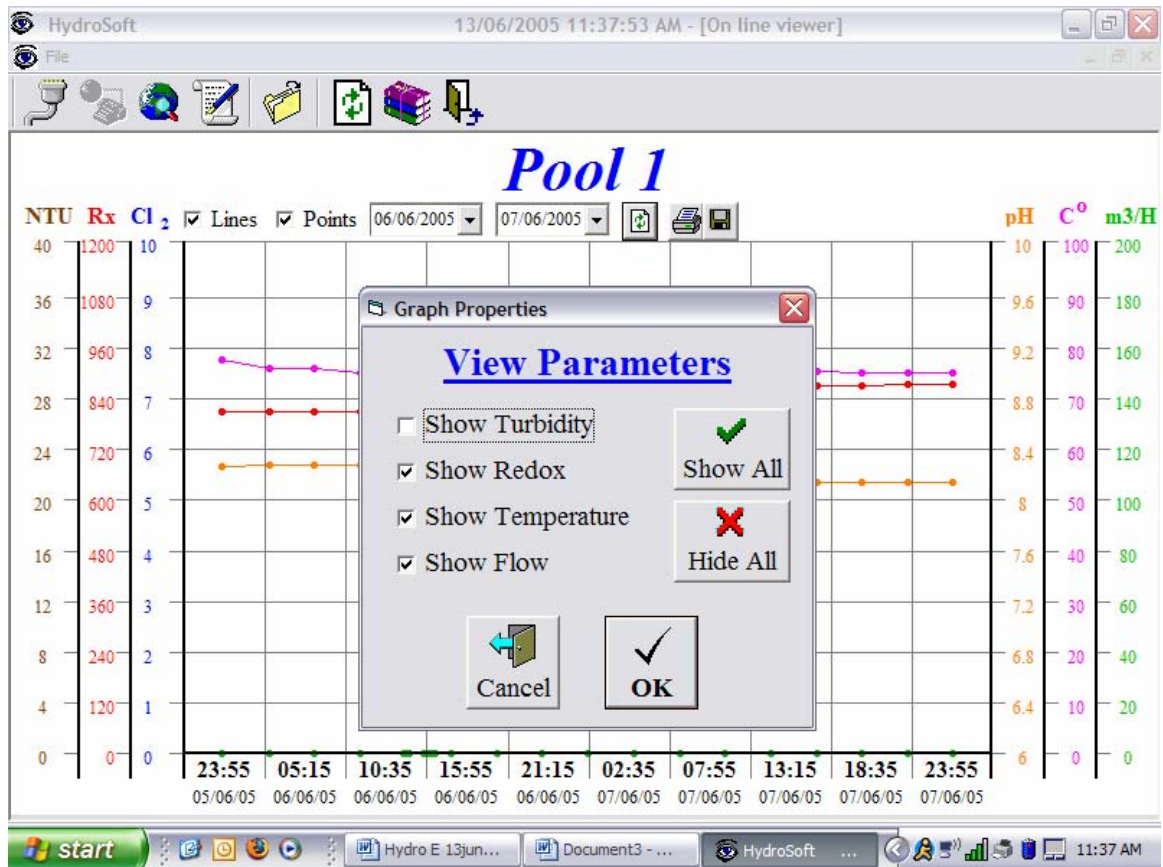 HydroSoft 13/06/2005 11:37:53 AM - [On line viewer]
File
Pool 1
NTU Rx Cl 2 Lines Points 06/06/2005 07/06/2005 pH C o m3/H
40 1200 10 10 100 200
36 1080 9 9.6 90 180
Graph Properties
32 960 8 9.2 80 160
View Parameters
28 840 7 8.8 70 140
Show Turbidity
24 720 6 8.4 60 120
Show Redox Show All
20 600 5 8 50 100
Show Temperature
16 480 4 7.6 40 80
Show Flow Hide All
12 360 3 7.2 30 60
8 240 2 6.8 20 40
Cancel OK
4 120 1 6.4 10 20
0 0 0 6 0 0
23:55 05:15 10:35 15:55 21:15 02:35 07:55 13:15 18:35 23:55
05/06/05 06/06/05 06/06/05 06/06/05 06/06/05 07/06/05 07/06/05 07/06/05 07/06/05 07/06/05
start Hydro E 13jun... Document3 - ... HydroSoft ... 11:37 AM